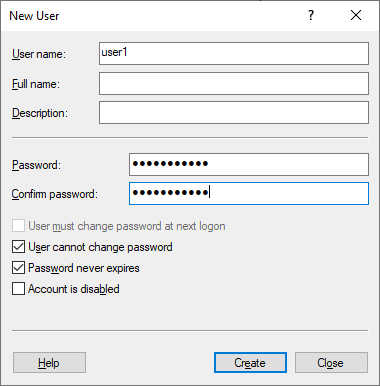 New User
?
User name: user1
Full name:
Description:
Password: ●●●●●●●●●●●
Confirm password: ●●●●●●●●●●●
User must change password at next logon
User cannot change password
Password never expires
Account is disabled
Help Create Close